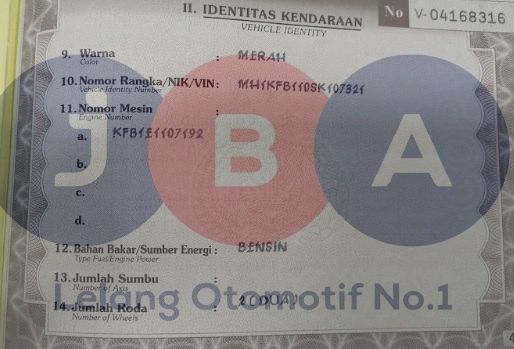 II. IDENTITAS KENDARAAN
VEHICLE IDENTITY
No V-04168316
9. Warna : MERAH
Color
10. Nomor Rangka/NIK/VIN: MH1KFB110SK107321
Vehicle Identity Number
11. Nomor Mesin :
Engine Number
a. KFB1E1107192
b.
c.
d.
jBA
12. Bahan Bakar/Sumber Energi : BENSIN
Type Fuel/Engine Power
13. Jumlah Sumbu
Number of Axis
Lelang Otomotif No.1
14. Jumlah Roda : 2 (DUA)
Number of Wheels
4